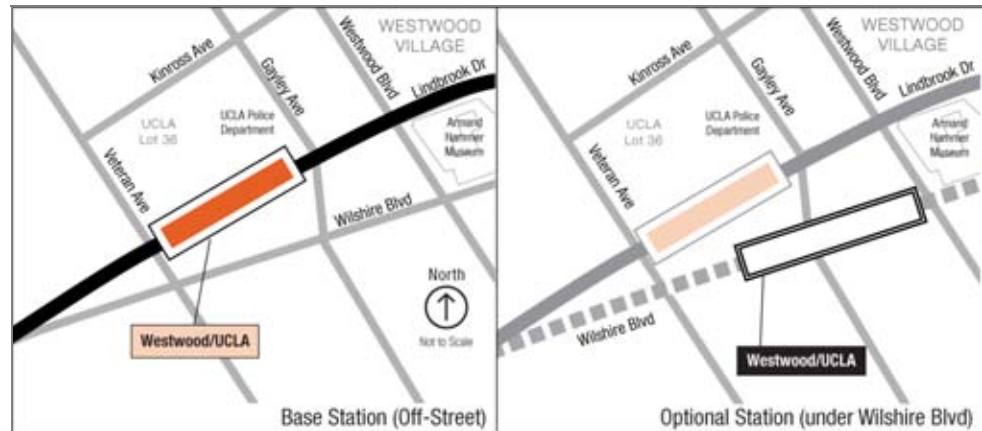 WESTWOOD
VILLAGE
Kinross Ave
Gayley Ave
Westwood Blvd
Lindbrook Dr
UCLA
Lot 36
UCLA Police
Department
Armand
Hammer
Museum
Veteran Ave
Wilshire Blvd
North
Not to Scale
Westwood/UCLA
Base Station (Off-Street)
WESTWOOD
VILLAGE
Kinross Ave
Gayley Ave
Westwood Blvd
Lindbrook Dr
UCLA
Lot 36
UCLA Police
Department
Armand
Hammer
Museum
Veteran Ave
Wilshire Blvd
Westwood/UCLA
Optional Station (under Wilshire Blvd)